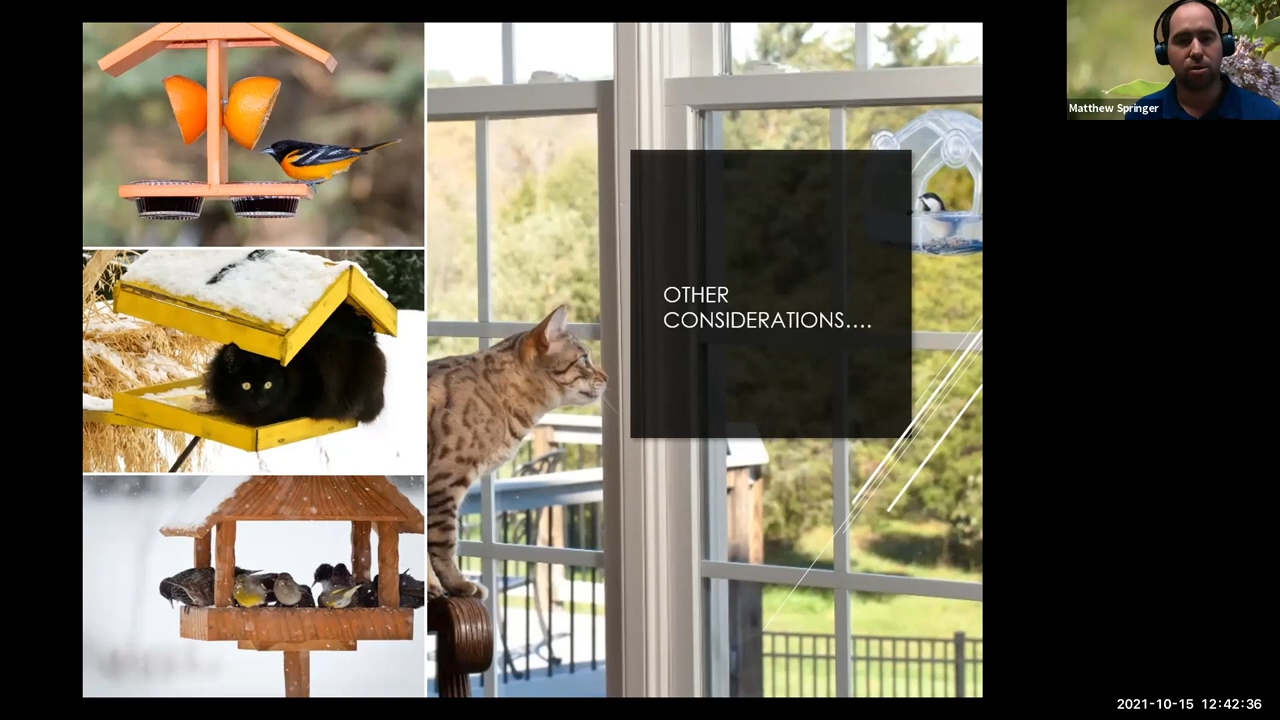 OTHER
CONSIDERATIONS....
Matthew Springer
2021-10-15 12:42:36